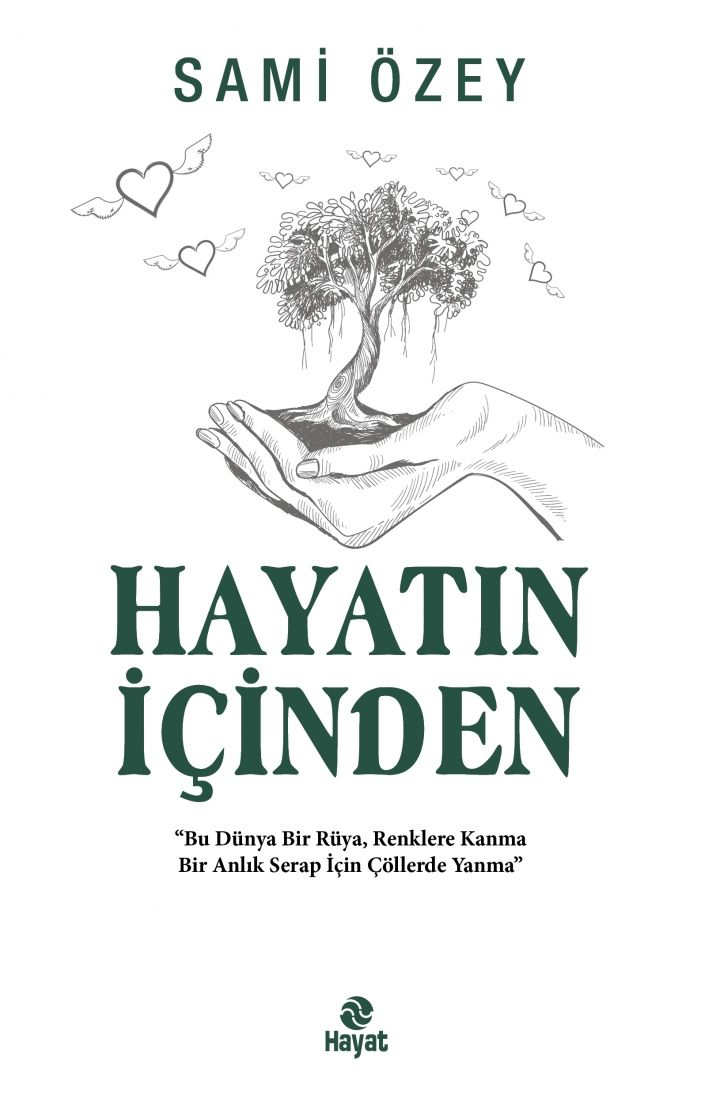 SAMİ ÖZEY
HAYATIN
İÇİNDEN
“Bu Dünya Bir Rüya, Renklere Kanma
Bir Anlık Serap İçin Çöllerde Yanma”
Hayat